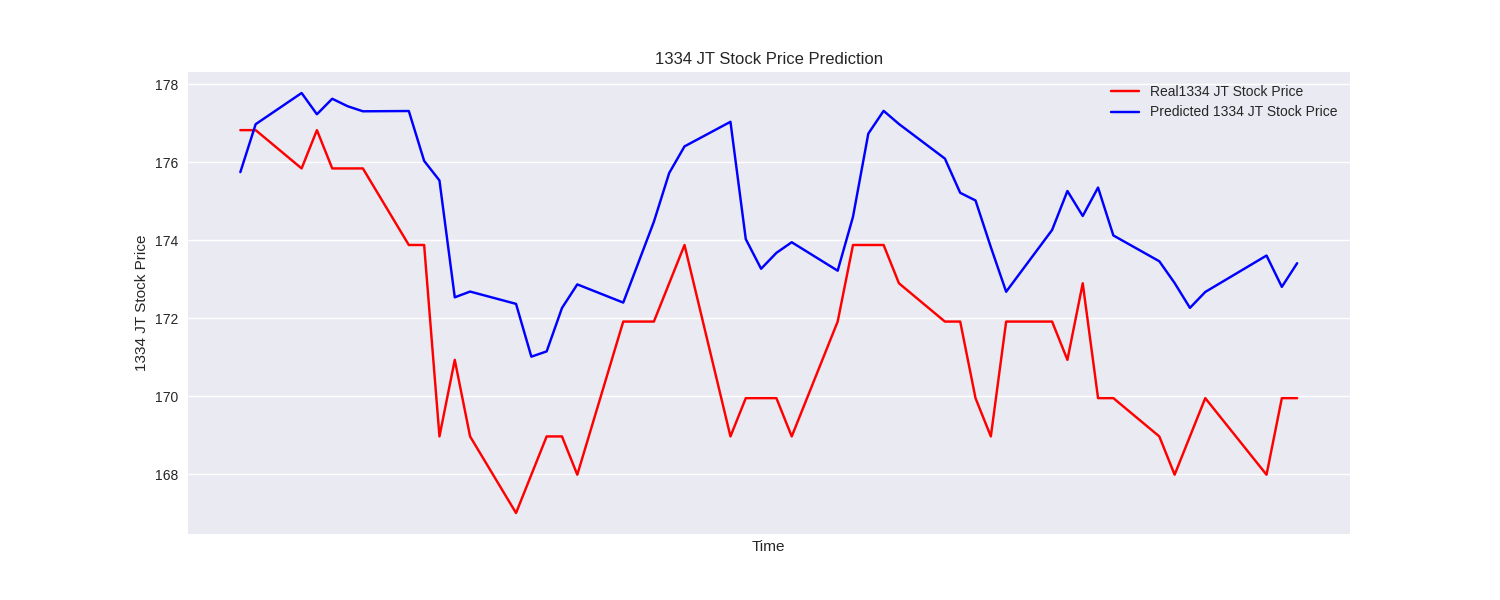 1334 JT Stock Price Prediction
Real1334 JT Stock Price
Predicted 1334 JT Stock Price
1334 JT Stock Price
178
176
174
172
170
168
Time